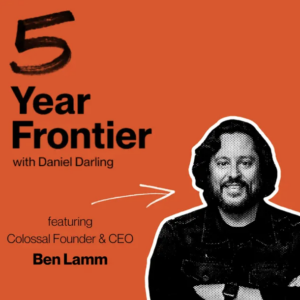 5
Year
Frontier
with Daniel Darling
featuring
Colossal Founder & CEO
Ben Lamm